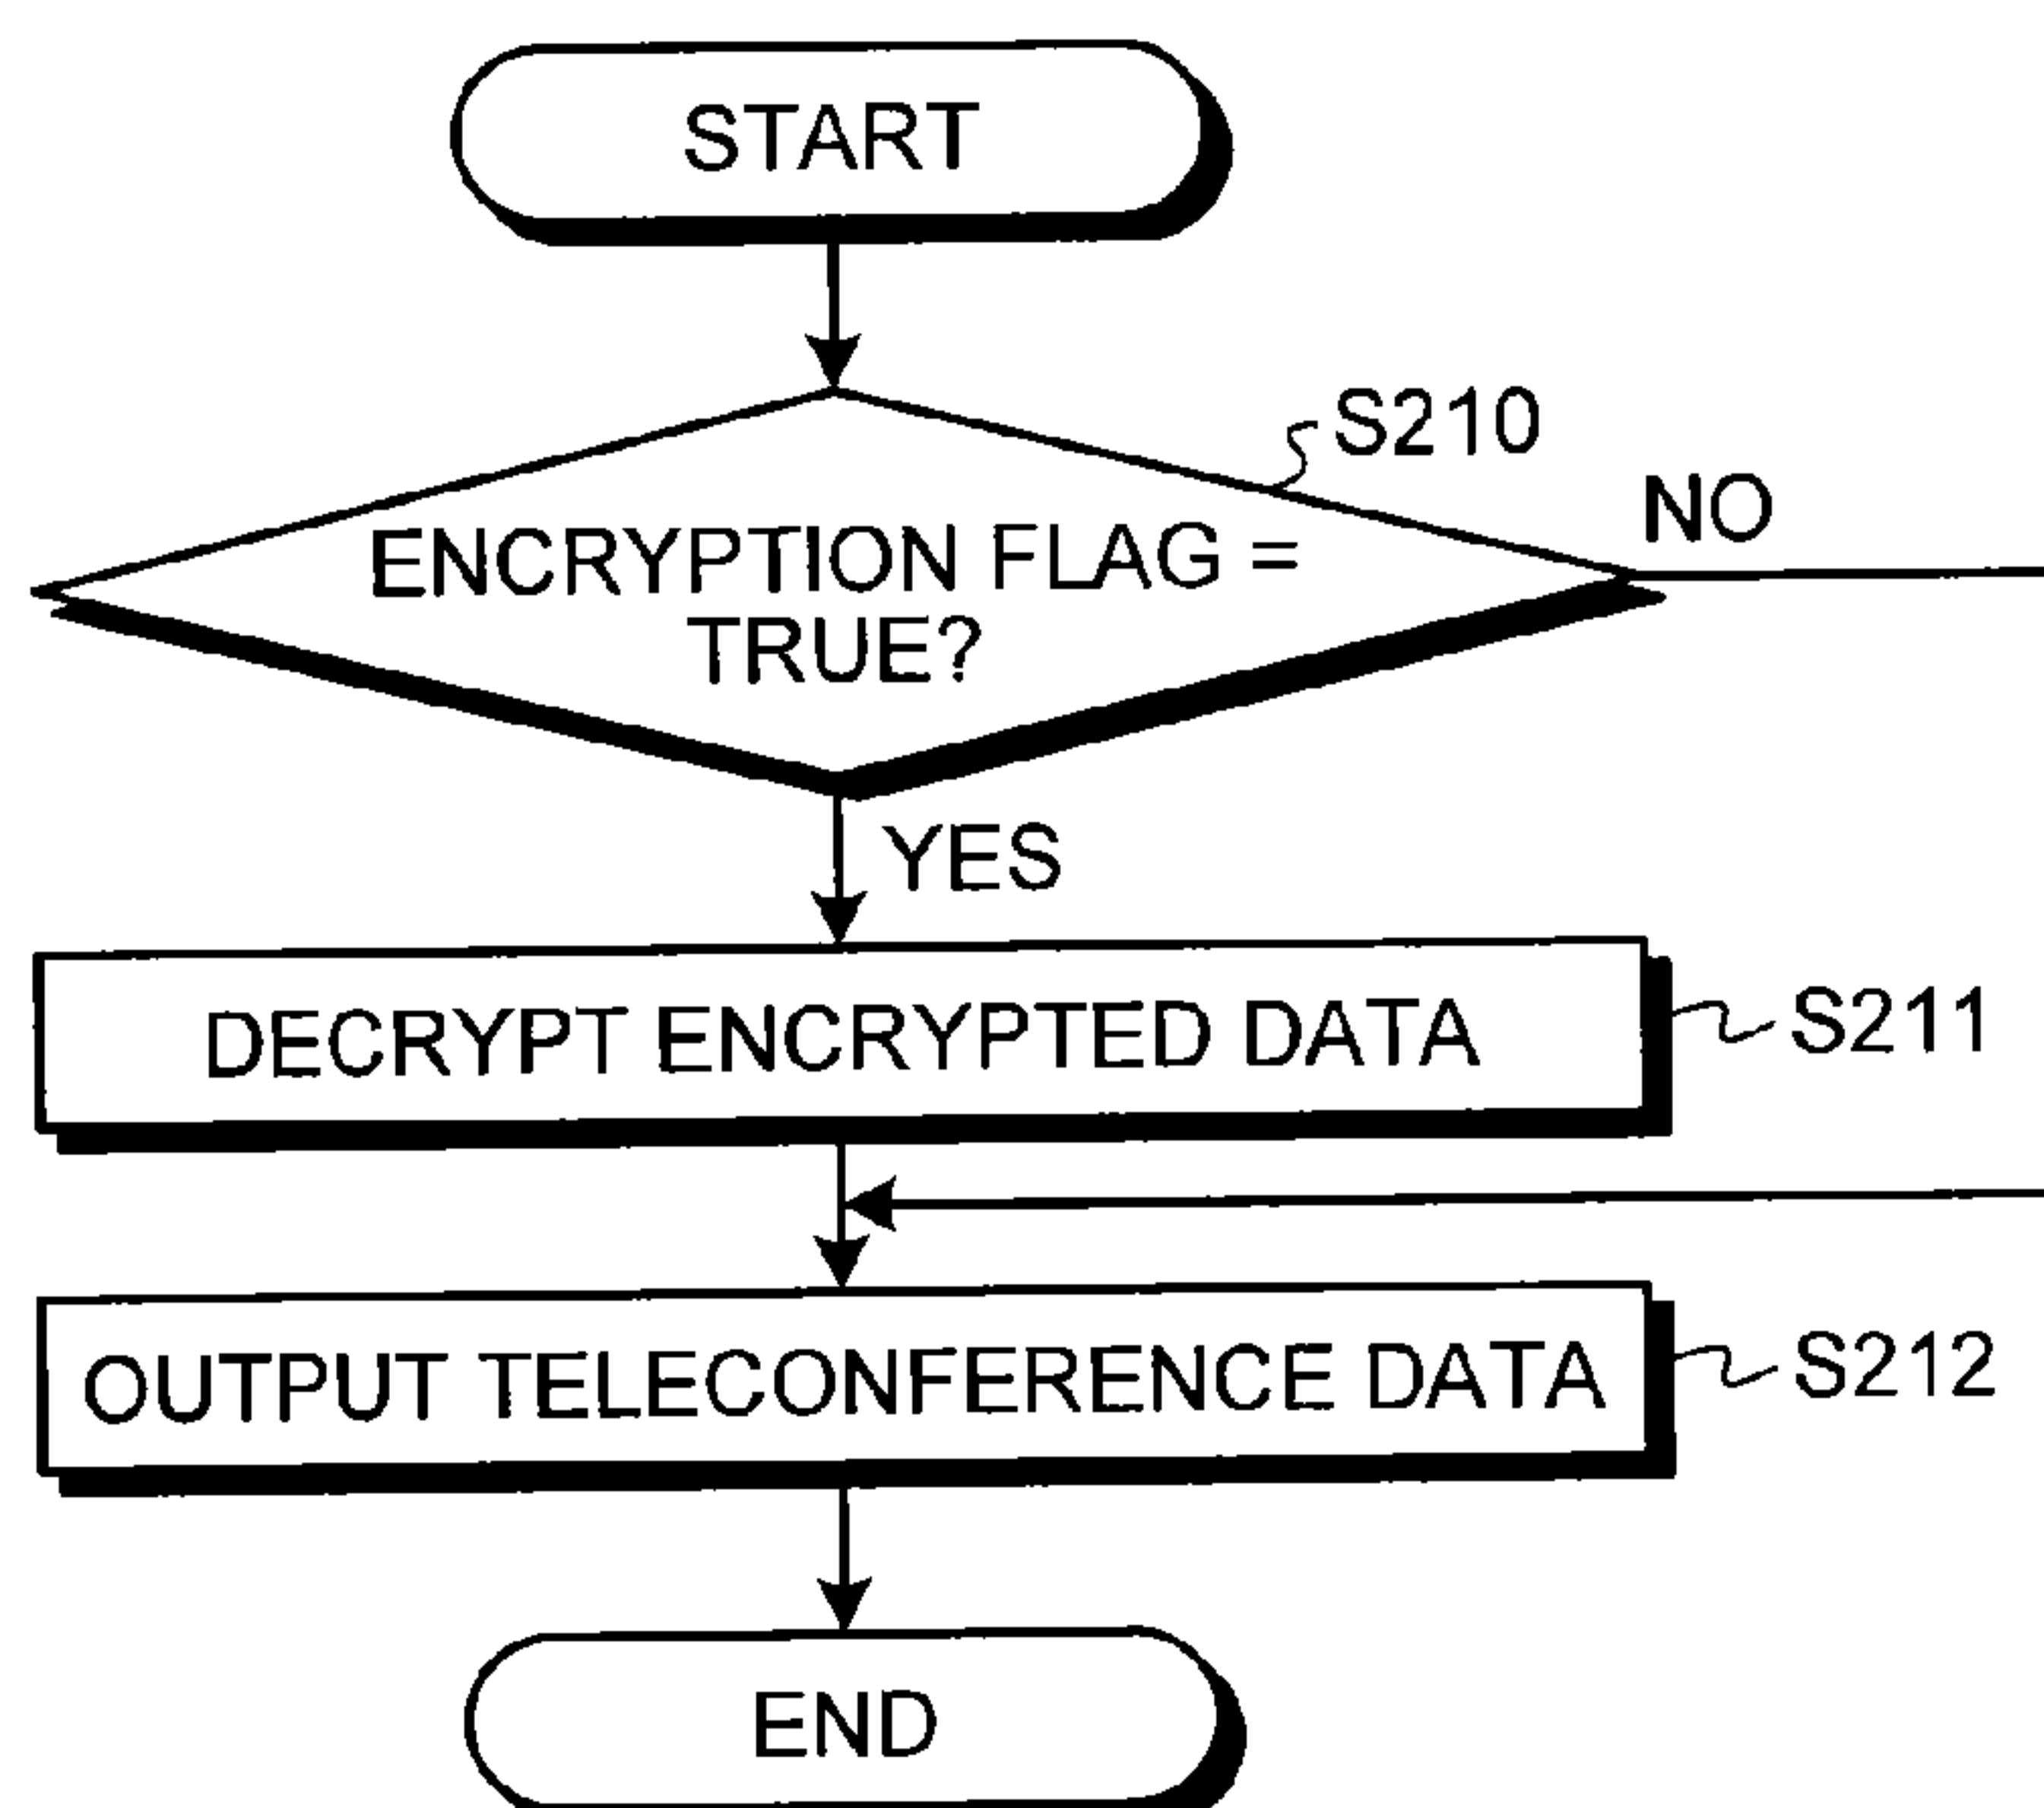 START
S210
NO
ENCRYPTION FLAG =
TRUE?
YES
DECRYPT ENCRYPTED DATA
S211
OUTPUT TELECONFERENCE DATA
S212
END